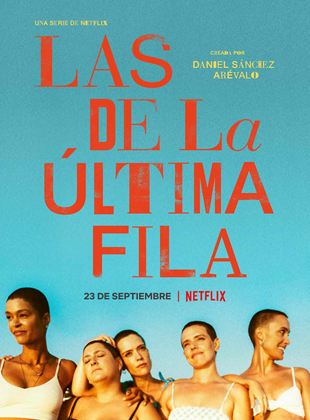 UNA SERIE DE NETFLIX
CREADA POR
DANIEL SÁNCHEZ
ARÉVALO
LAS
DE La
ÚLTIMA
FILA
23 DE SEPTIEMBRE | NETFLIX